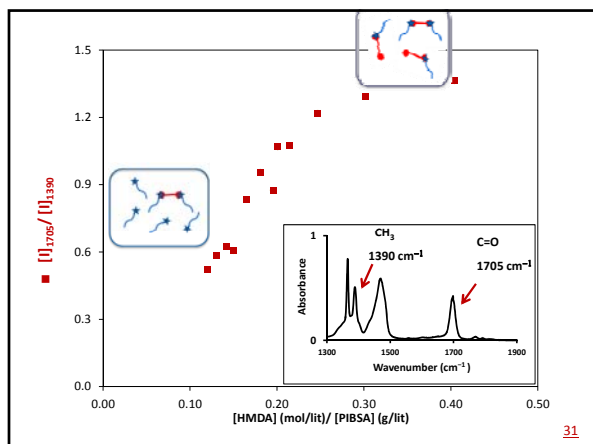 1.5
1.2
0.9
0.6
0.3
0.0
[I]1705/ [I]1390
0.00 0.10 0.20 0.30 0.40 0.50
[HMDA] (mol/lit)/ [PIBSA] (g/lit)
CH3
1390 cm−1
C=O
1705 cm−1
1
0
Absorbance
1300 1500 1700 1900
Wavenumber (cm−1)
31